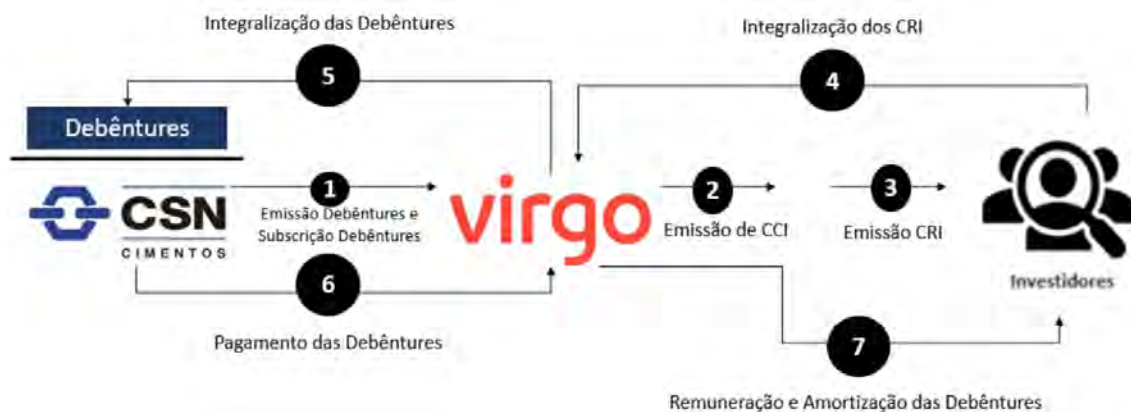 Integralização das Debêntures
Integralização dos CRI
5
4
Debêntures
CSN
CIMENTOS
1
Emissão Debêntures e
Subscrição Debêntures
virgo
2
Emissão de CCI
3
Emissão CRI
Investidores
6
Pagamento das Debêntures
7
Remuneração e Amortização das Debêntures